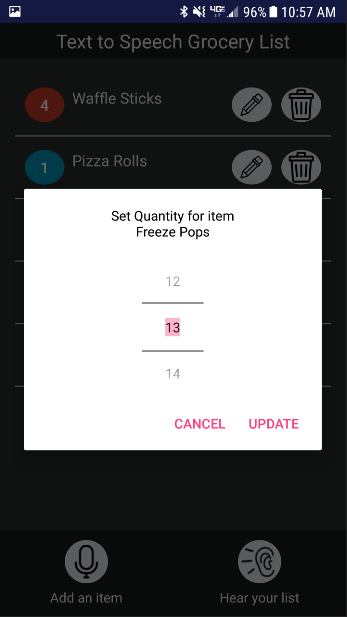 96% 10:57 AM
Text to Speech Grocery List
4 Waffle Sticks
1 Pizza Rolls
Set Quantity for item
Freeze Pops
12
13
14
CANCEL UPDATE
Add an item Hear your list